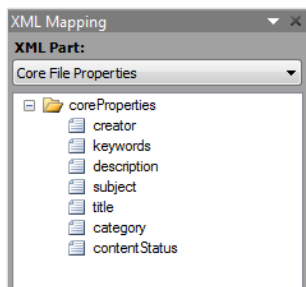 XML Mapping
XML Part:
Core File Properties
coreProperties
creator
keywords
description
subject
title
category
contentStatus